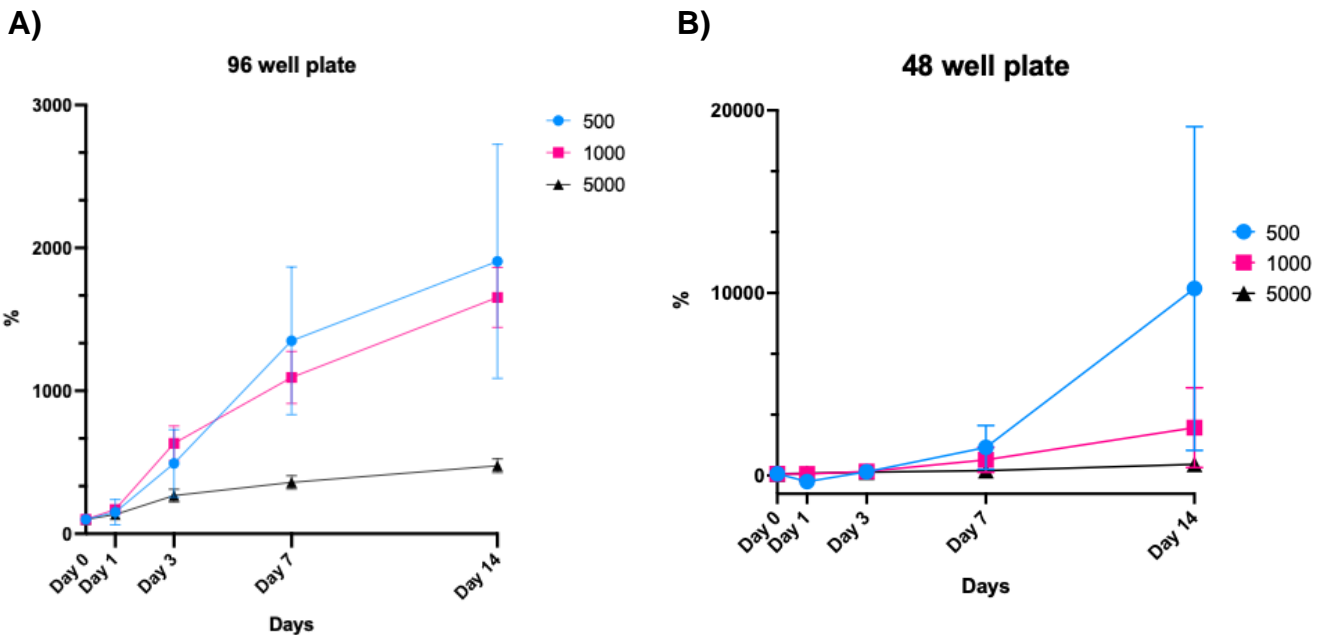 A)
96 well plate
3000
2000
1000
0
%
Day 0
Day 1
Day 3
Day 7
Day 14
Days
500
1000
5000
B)
48 well plate
20000
10000
0
%
Day 0
Day 1
Day 3
Day 7
Day 14
Days
500
1000
5000